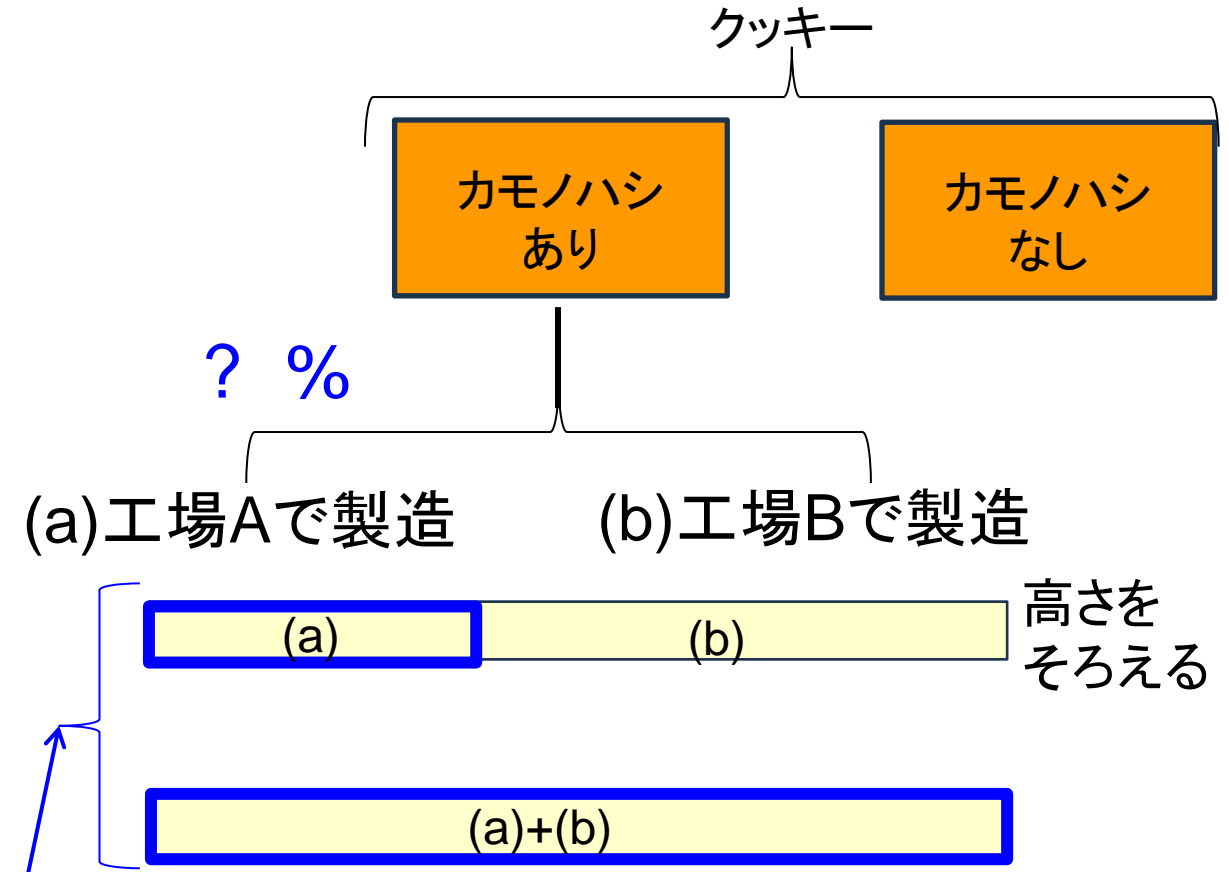 クッキー
カモノハシ
あり
カモノハシ
なし
? %
(a)工場Aで製造
(b)工場Bで製造
(a)
(b)
高さを
そろえる
(a)+(b)